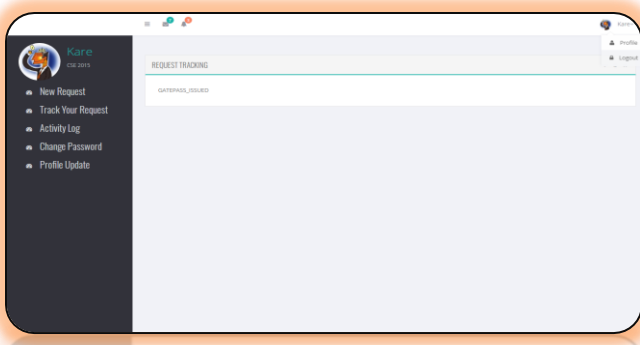 Kare
Profile
Logout
Kare
CSE 2015
REQUEST TRACKING
New Request
GATEPASS_ISSUED
Track Your Request
Activity Log
Change Password
Profile Update